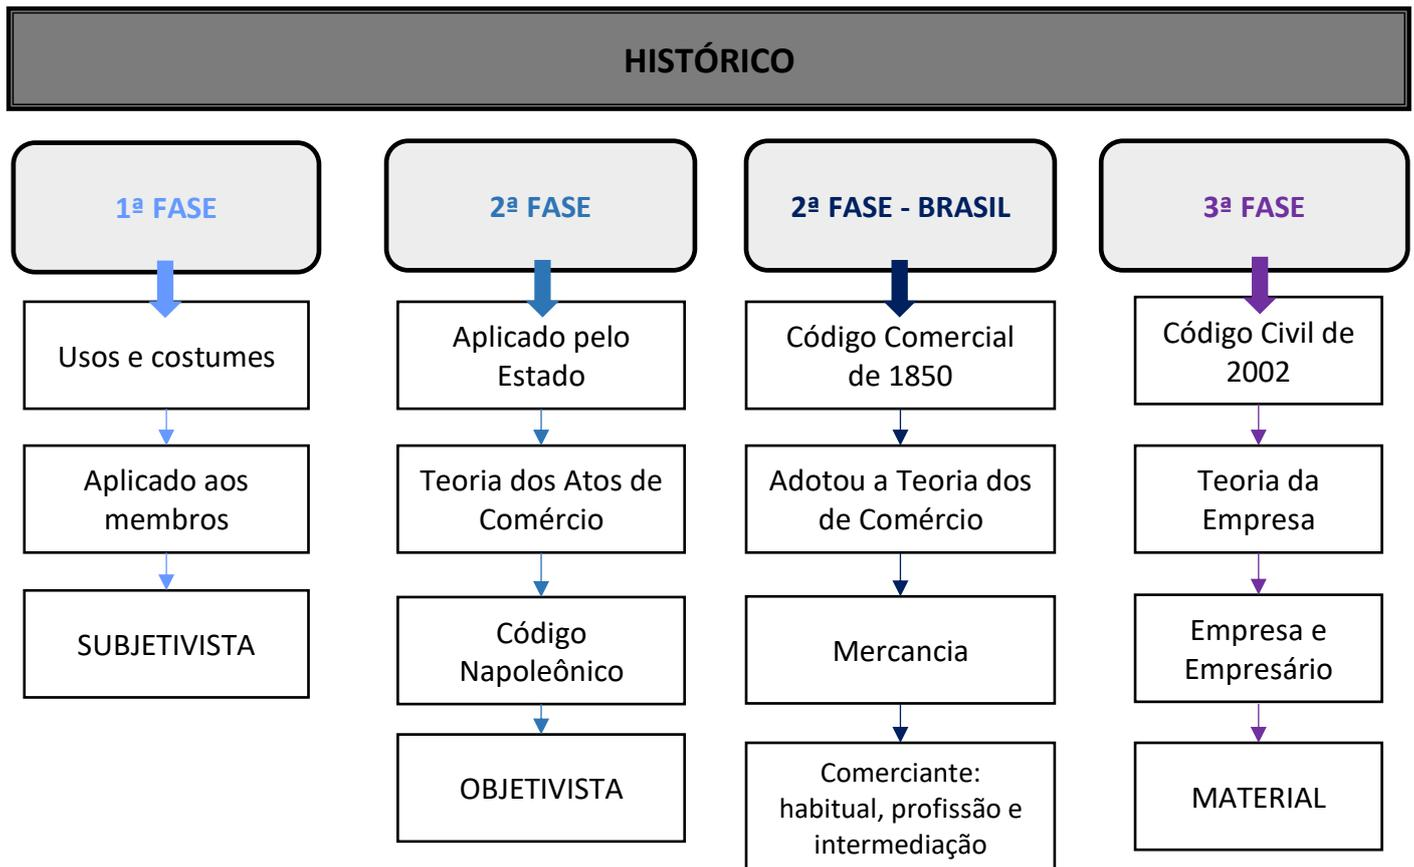 HISTÓRICO
1ª FASE
Usos e costumes
Aplicado aos
membros
SUBJETIVISTA
2ª FASE
Aplicado pelo
Estado
Teoria dos Atos de
Comércio
Código
Napoleônico
OBJETIVISTA
2ª FASE - BRASIL
Código Comercial
de 1850
Adotou a Teoria dos
de Comércio
Mercancia
Comerciante:
habitual, profissão e
intermediação
3ª FASE
Código Civil de
2002
Teoria da
Empresa
Empresa e
Empresário
MATERIAL